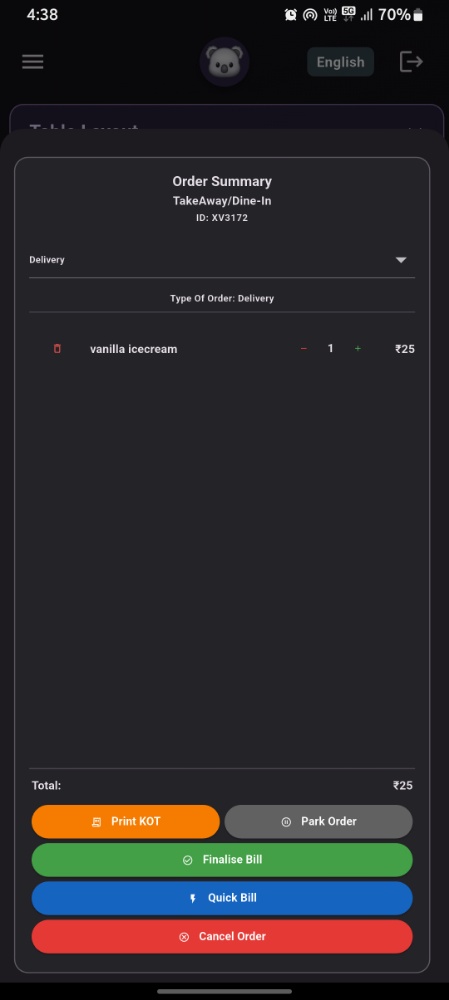 4:38
Vo)) LTE 5G 70%
English
Table Layout
Order Summary
TakeAway/Dine-In
ID: XV3172
Delivery
Type Of Order: Delivery
vanilla icecream − 1 + ₹25
Total: ₹25
Print KOT Park Order
Finalise Bill
Quick Bill
Cancel Order